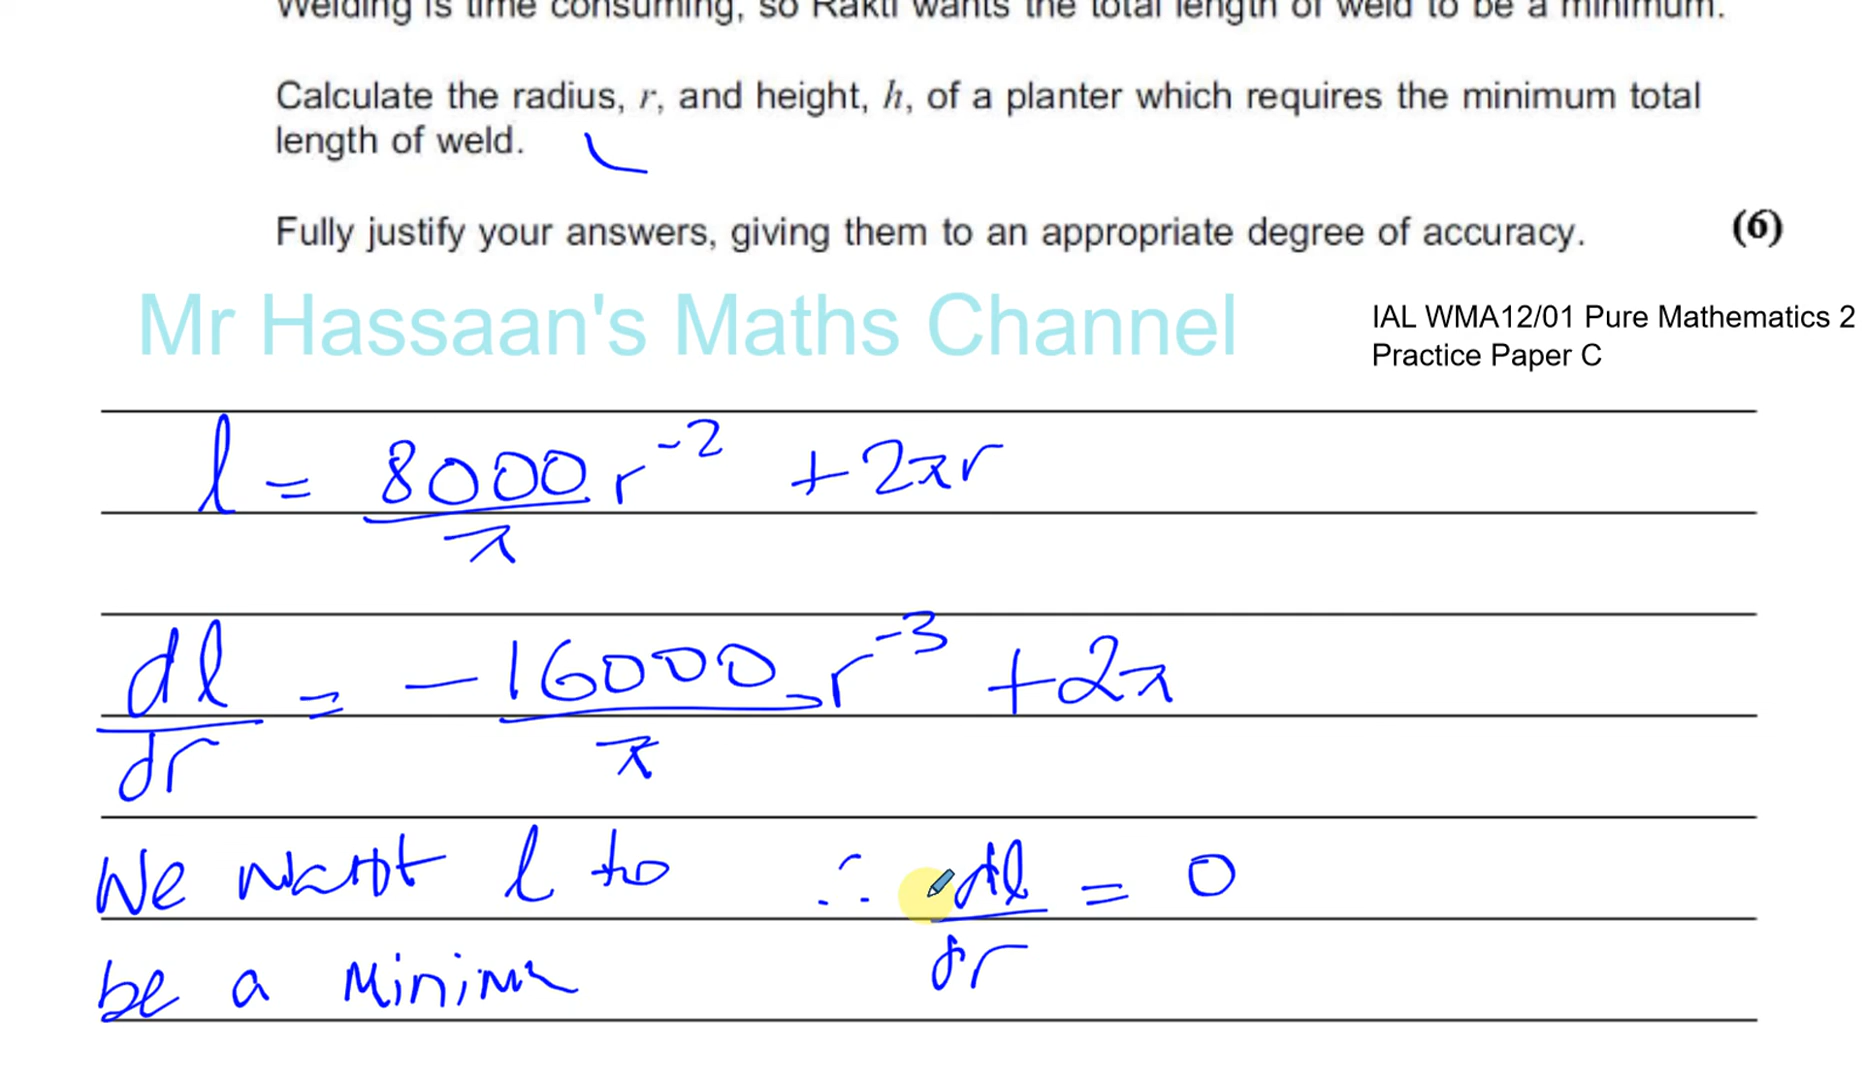 Welding is time consuming, so Rakti wants the total length of weld to be a minimum.
Calculate the radius, r, and height, h, of a planter which requires the minimum total
length of weld.
Fully justify your answers, giving them to an appropriate degree of accuracy. (6)
Mr Hassaan's Maths Channel
IAL WMA12/01 Pure Mathematics 2
Practice Paper C
l = 8000/π r⁻² + 2πr
dl/dr = -16000/π r⁻³ + 2π
We want l to ∴ dl/dr = 0
be a minimu